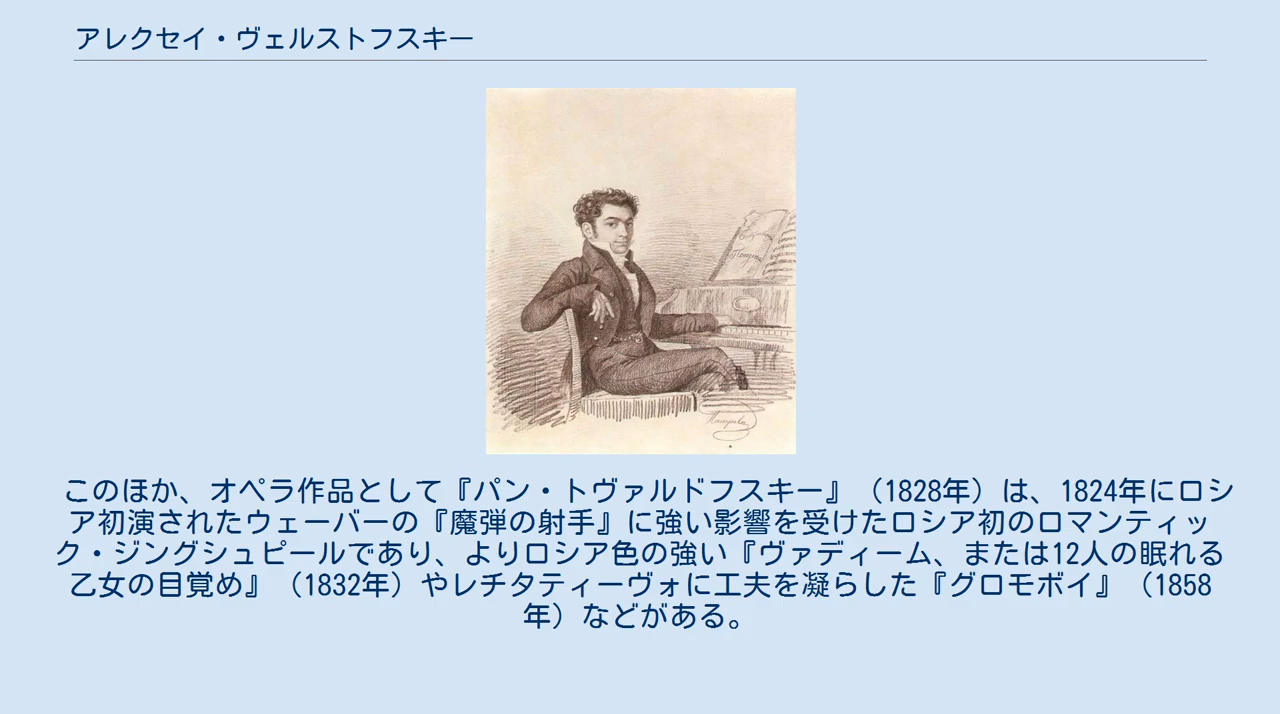 アレクセイ・ヴェルストフスキー
このほか、オペラ作品として『パン・トヴァルドフスキー』（1828年）は、1824年にロシ
ア初演されたウェーバーの『魔弾の射手』に強い影響を受けたロシア初のロマンティッ
ク・ジングシュピールであり、よりロシア色の強い『ヴァディーム、または12人の眠れる
乙女の目覚め』（1832年）やレチタティーヴォに工夫を凝らした『グロモボイ』（1858
年）などがある。